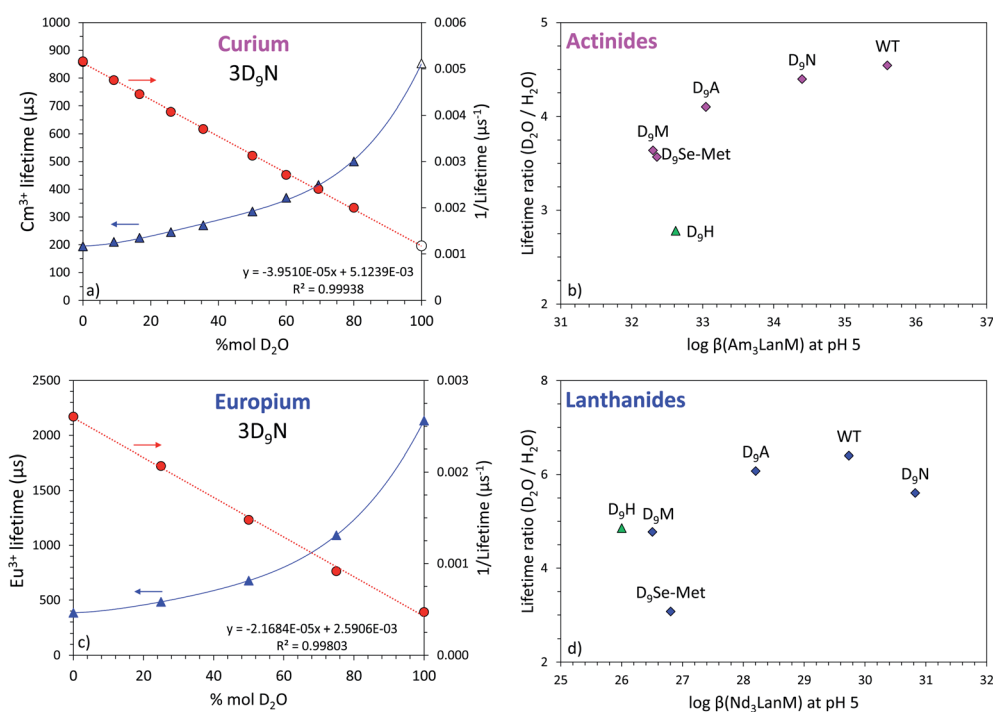 Curium
3D₉N
Cm³⁺ lifetime (µs)
1000
900
800
700
600
500
400
300
200
100
0
0.006
0.005
0.004
0.003
0.002
0.001
0
1/Lifetime (µs⁻¹)
y = -3.9510E-05x + 5.1239E-03
R² = 0.99938
a)
0
20
40
60
80
100
%mol D₂O
Actinides
Lifetime ratio (D₂O / H₂O)
5
4
3
2
WT
D₉N
D₉A
D₉M
D₉Se-Met
D₉H
b)
31
32
33
34
35
36
37
log β(Am₃LanM) at pH 5
Europium
3D₉N
Eu³⁺ lifetime (µs)
2500
2000
1500
1000
500
0
0.003
0.002
0.001
0.000
1/Lifetime (µs⁻¹)
y = -2.1684E-05x + 2.5906E-03
R² = 0.99803
c)
0
20
40
60
80
100
% mol D₂O
Lanthanides
Lifetime ratio (D₂O / H₂O)
8
6
4
2
WT
D₉A
D₉N
D₉H
D₉M
D₉Se-Met
d)
25
26
27
28
29
30
31
32
log β(Nd₃LanM) at pH 5